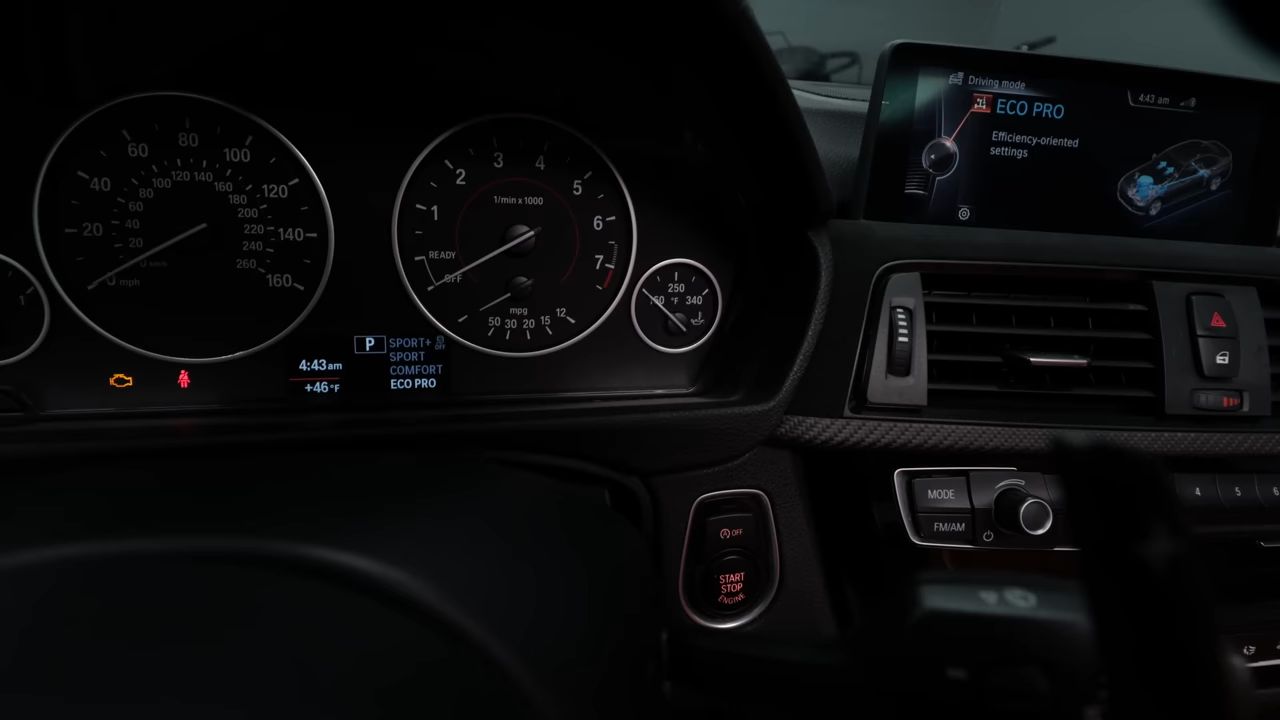 20
40
60
80
100
120
140
160
20
40
60
80
100
120
140
160
180
200
220
240
260
mph
1
1
2
3
4
5
6
7
1/min x 1000
READY
OFF
mpg
50
30
20
15
12
250
°F
340
4:43am
+46°F
P
SPORT+
OFF
SPORT
COMFORT
ECO PRO
Driving mode
4:43 am
ECO PRO
Efficiency-oriented
settings
MODE
FM/AM
4
5
6
A OFF
START
STOP
ENGINE